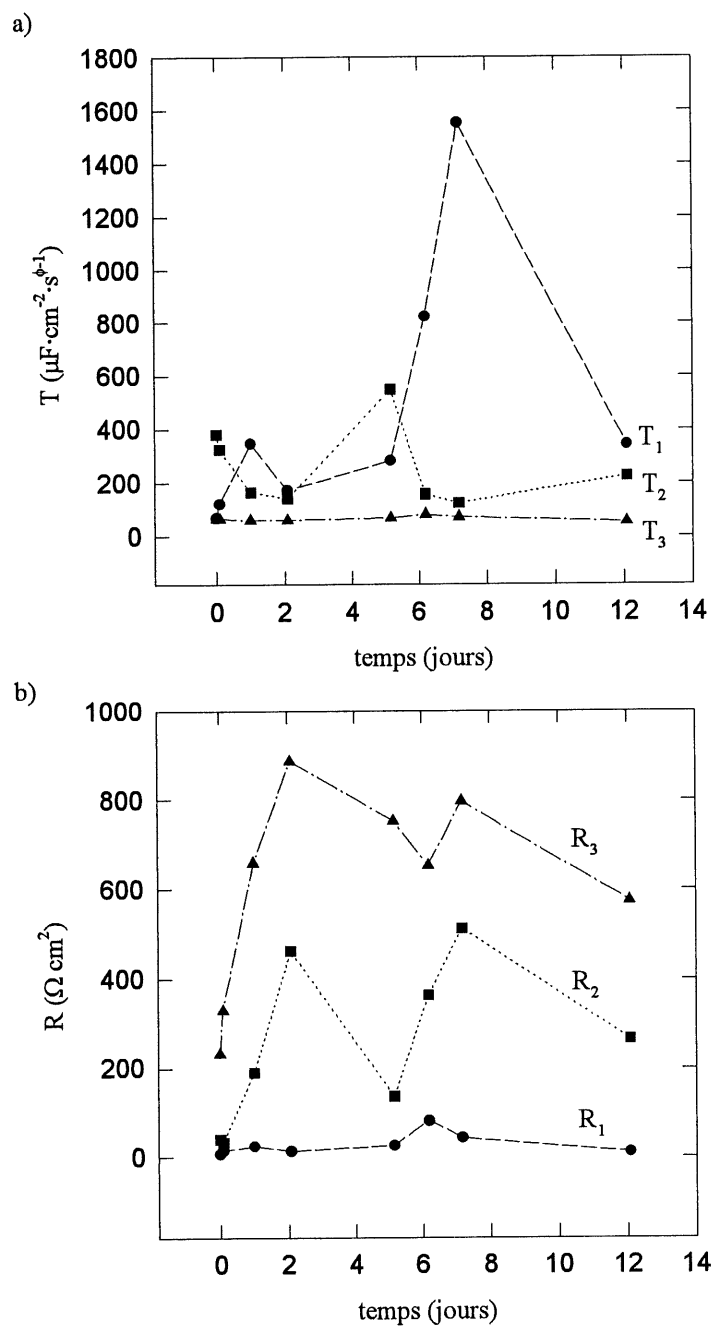 a)
1800
1600
1400
1200
1000
800
600
400
200
0
T (µF·cm⁻²·s^ϕ⁻¹)
T₁
T₂
T₃
0 2 4 6 8 10 12 14
temps (jours)
b)
1000
800
600
400
200
0
R (Ω cm²)
R₃
R₂
R₁
0 2 4 6 8 10 12 14
temps (jours)